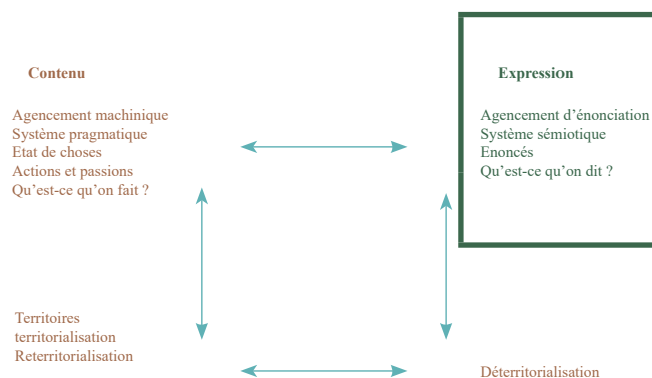 Contenu
Agencement machinique
Système pragmatique
Etat de choses
Actions et passions
Qu’est-ce qu’on fait ?
Expression
Agencement d’énonciation
Système sémiotique
Enoncés
Qu’est-ce qu’on dit ?
Territoires
territorialisation
Reterritorialisation
Déterritorialisation